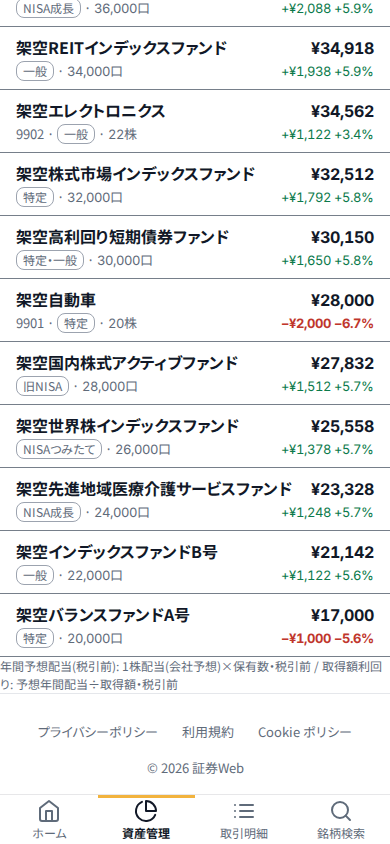 NISA成長 · 36,000口 +¥2,088 +5.9%
架空REITインデックスファンド ¥34,918
一般 · 34,000口 +¥1,938 +5.9%
架空エレクトロニクス ¥34,562
9902 · 一般 · 22株 +¥1,122 +3.4%
架空株式市場インデックスファンド ¥32,512
特定 · 32,000口 +¥1,792 +5.8%
架空高利回り短期債券ファンド ¥30,150
特定・一般 · 30,000口 +¥1,650 +5.8%
架空自動車 ¥28,000
9901 · 特定 · 20株 −¥2,000 −6.7%
架空国内株式アクティブファンド ¥27,832
旧NISA · 28,000口 +¥1,512 +5.7%
架空世界株インデックスファンド ¥25,558
NISAつみたて · 26,000口 +¥1,378 +5.7%
架空先進地域医療介護サービスファンド ¥23,328
NISA成長 · 24,000口 +¥1,248 +5.7%
架空インデックスファンドB号 ¥21,142
一般 · 22,000口 +¥1,122 +5.6%
架空バランスファンドA号 ¥17,000
特定 · 20,000口 −¥1,000 −5.6%
年間予想配当(税引前): 1株配当(会社予想)×保有数・税引前 / 取得額利回
り: 予想年間配当÷取得額・税引前
プライバシーポリシー 利用規約 Cookie ポリシー
© 2026 証券Web
ホーム 資産管理 取引明細 銘柄検索